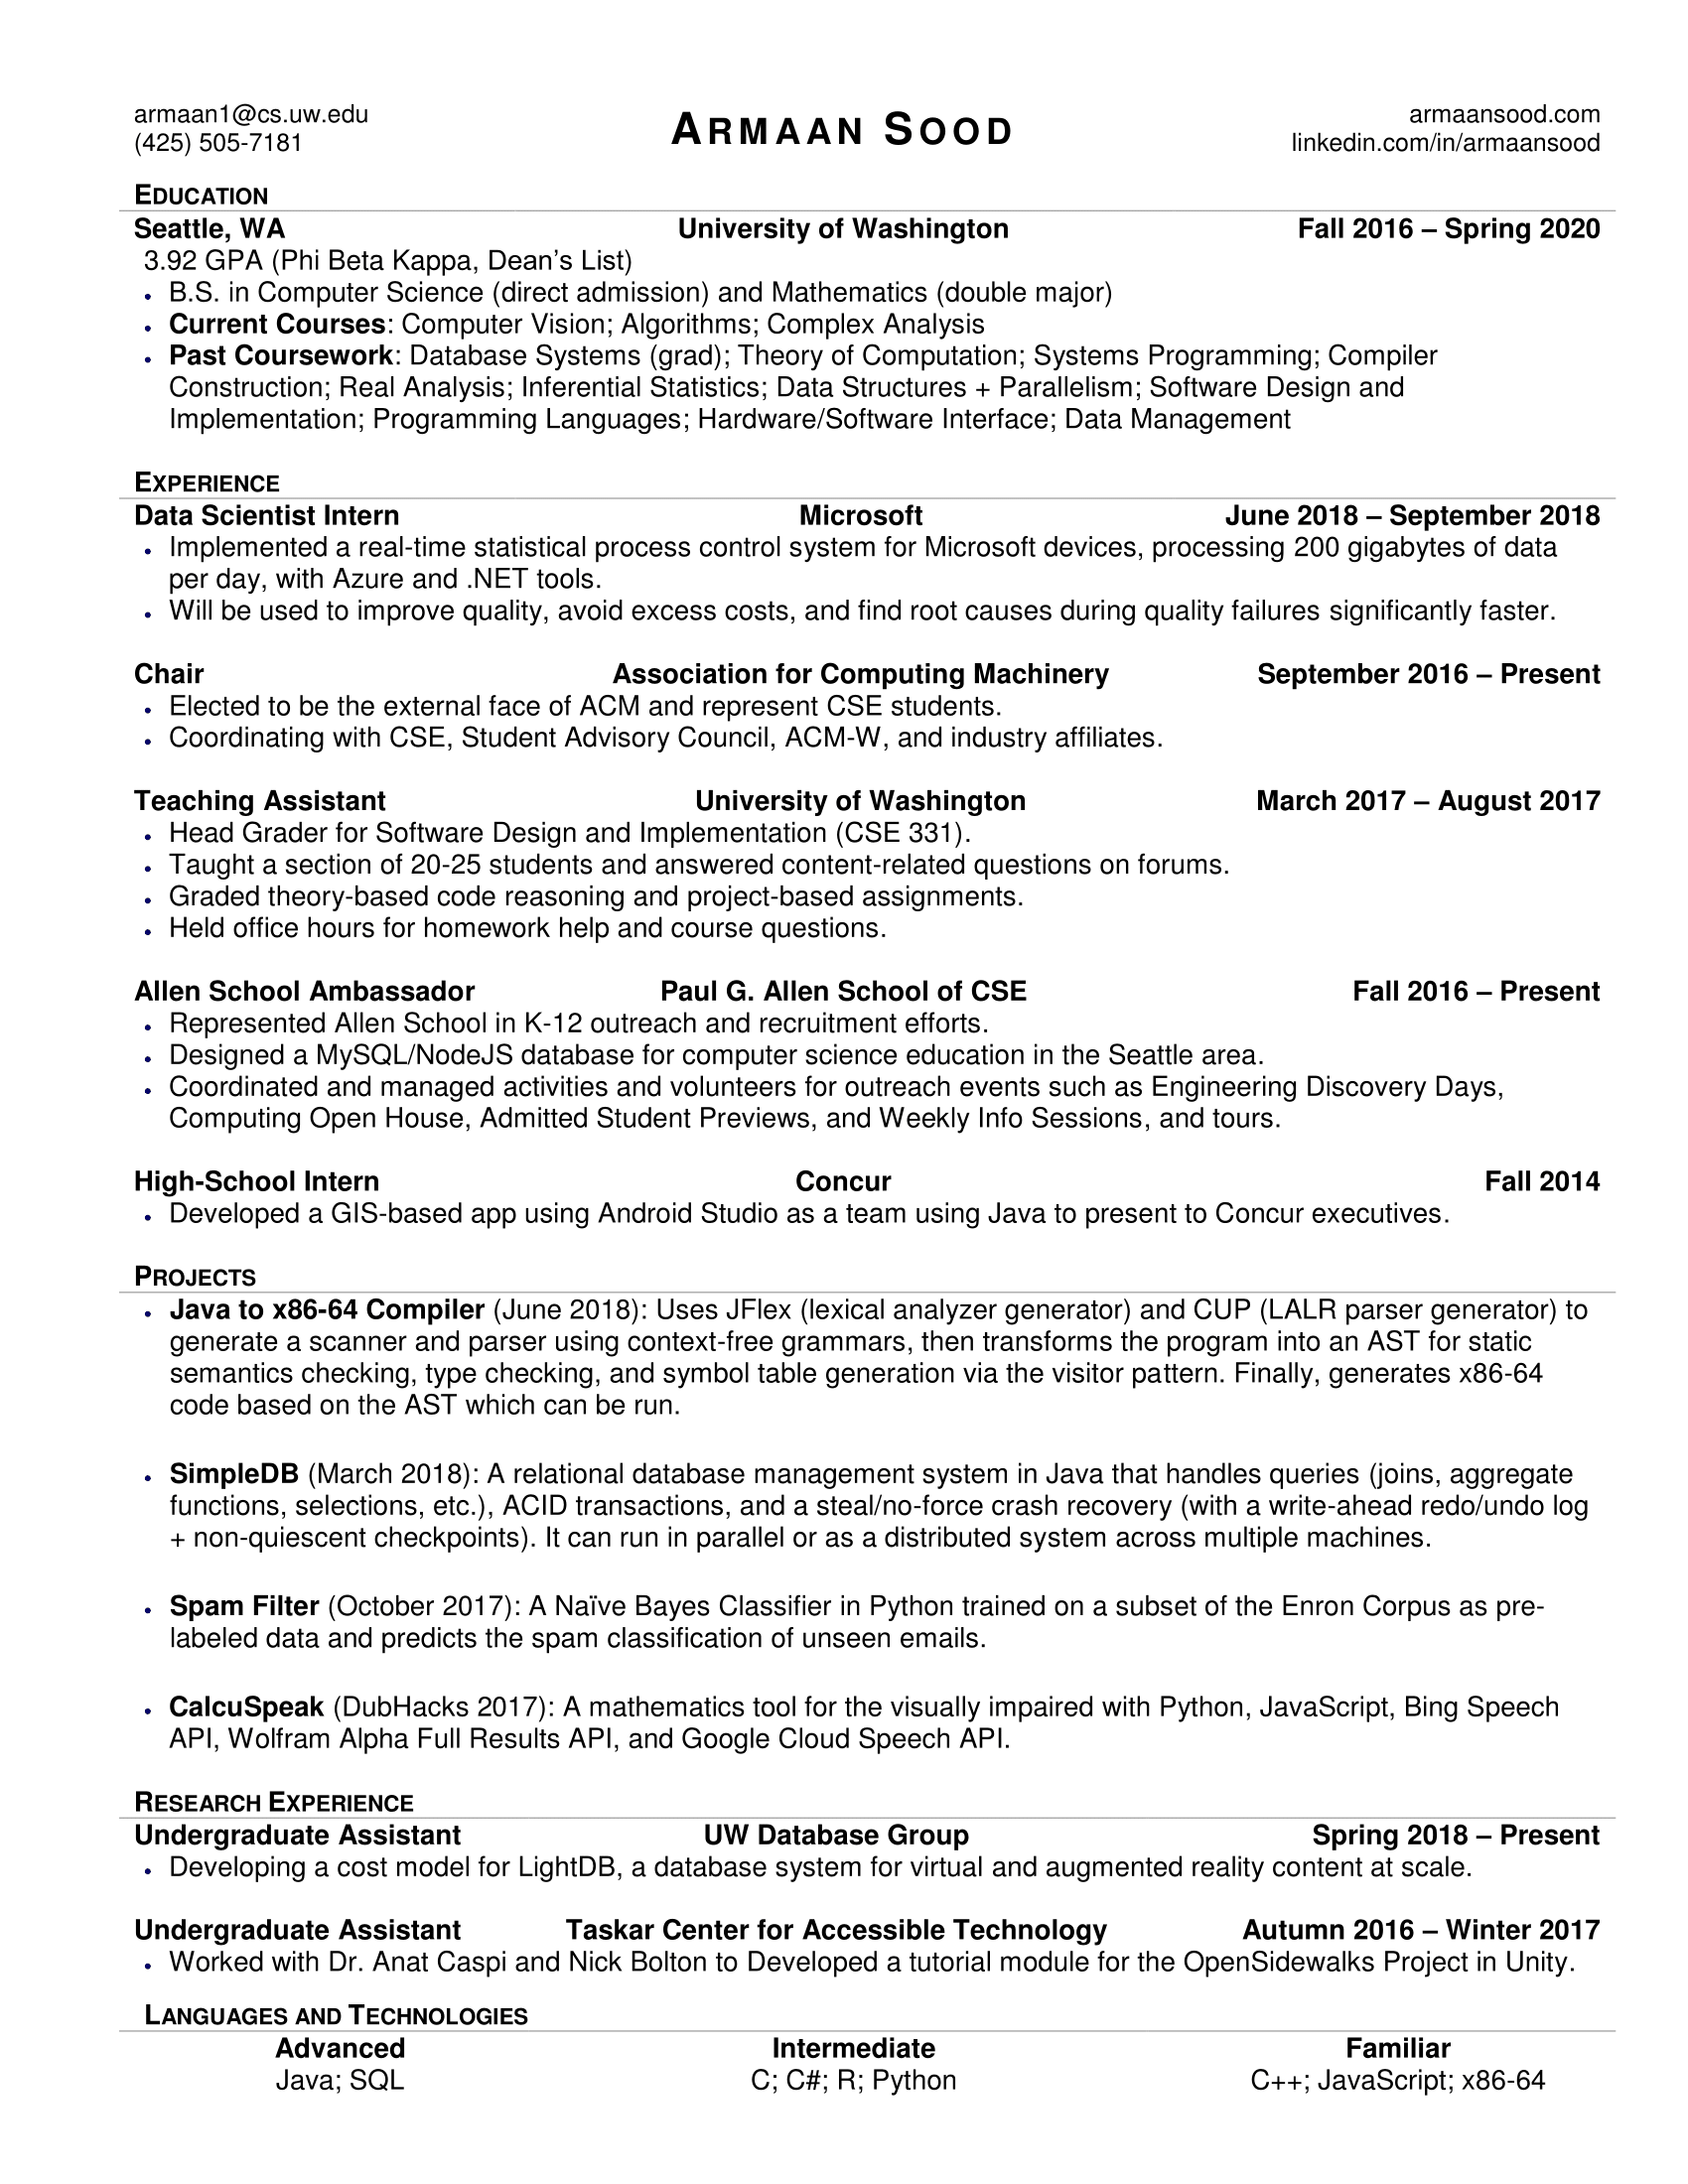 armaan1@cs.uw.edu
(425) 505-7181
ARMAAN SOOD
armaansood.com
linkedin.com/in/armaansood
EDUCATION
Seattle, WA University of Washington Fall 2016 – Spring 2020
3.92 GPA (Phi Beta Kappa, Dean’s List)
• B.S. in Computer Science (direct admission) and Mathematics (double major)
• Current Courses: Computer Vision; Algorithms; Complex Analysis
• Past Coursework: Database Systems (grad); Theory of Computation; Systems Programming; Compiler
Construction; Real Analysis; Inferential Statistics; Data Structures + Parallelism; Software Design and
Implementation; Programming Languages; Hardware/Software Interface; Data Management
EXPERIENCE
Data Scientist Intern Microsoft June 2018 – September 2018
• Implemented a real-time statistical process control system for Microsoft devices, processing 200 gigabytes of data
per day, with Azure and .NET tools.
• Will be used to improve quality, avoid excess costs, and find root causes during quality failures significantly faster.
Chair Association for Computing Machinery September 2016 – Present
• Elected to be the external face of ACM and represent CSE students.
• Coordinating with CSE, Student Advisory Council, ACM-W, and industry affiliates.
Teaching Assistant University of Washington March 2017 – August 2017
• Head Grader for Software Design and Implementation (CSE 331).
• Taught a section of 20-25 students and answered content-related questions on forums.
• Graded theory-based code reasoning and project-based assignments.
• Held office hours for homework help and course questions.
Allen School Ambassador Paul G. Allen School of CSE Fall 2016 – Present
• Represented Allen School in K-12 outreach and recruitment efforts.
• Designed a MySQL/NodeJS database for computer science education in the Seattle area.
• Coordinated and managed activities and volunteers for outreach events such as Engineering Discovery Days,
Computing Open House, Admitted Student Previews, and Weekly Info Sessions, and tours.
High-School Intern Concur Fall 2014
• Developed a GIS-based app using Android Studio as a team using Java to present to Concur executives.
PROJECTS
• Java to x86-64 Compiler (June 2018): Uses JFlex (lexical analyzer generator) and CUP (LALR parser generator) to
generate a scanner and parser using context-free grammars, then transforms the program into an AST for static
semantics checking, type checking, and symbol table generation via the visitor pattern. Finally, generates x86-64
code based on the AST which can be run.
• SimpleDB (March 2018): A relational database management system in Java that handles queries (joins, aggregate
functions, selections, etc.), ACID transactions, and a steal/no-force crash recovery (with a write-ahead redo/undo log
+ non-quiescent checkpoints). It can run in parallel or as a distributed system across multiple machines.
• Spam Filter (October 2017): A Naïve Bayes Classifier in Python trained on a subset of the Enron Corpus as pre-
labeled data and predicts the spam classification of unseen emails.
• CalcuSpeak (DubHacks 2017): A mathematics tool for the visually impaired with Python, JavaScript, Bing Speech
API, Wolfram Alpha Full Results API, and Google Cloud Speech API.
RESEARCH EXPERIENCE
Undergraduate Assistant UW Database Group Spring 2018 – Present
• Developing a cost model for LightDB, a database system for virtual and augmented reality content at scale.
Undergraduate Assistant Taskar Center for Accessible Technology Autumn 2016 – Winter 2017
• Worked with Dr. Anat Caspi and Nick Bolton to Developed a tutorial module for the OpenSidewalks Project in Unity.
LANGUAGES AND TECHNOLOGIES
Advanced Intermediate Familiar
Java; SQL C; C#; R; Python C++; JavaScript; x86-64